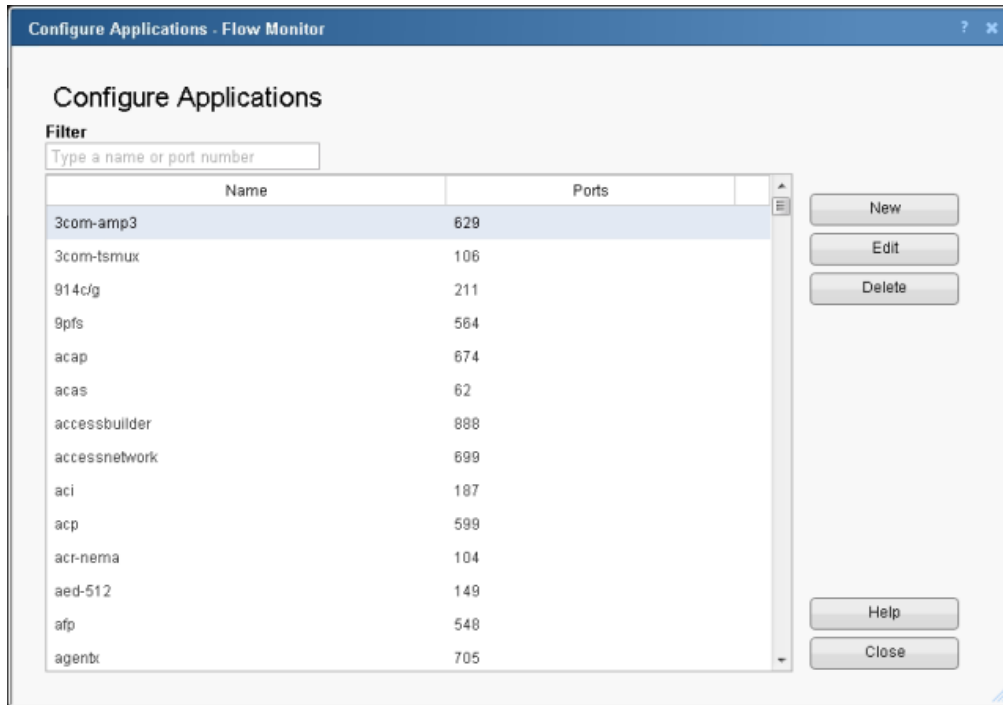 Configure Applications - Flow Monitor ? x
Configure Applications
Filter
Type a name or port number
Name Ports
3com-amp3 629
3com-tsmux 106
914c/g 211
9pfs 564
acap 674
acas 62
accessbuilder 888
accessnetwork 699
aci 187
acp 599
acr-nema 104
aed-512 149
afp 548
agentx 705
New
Edit
Delete
Help
Close